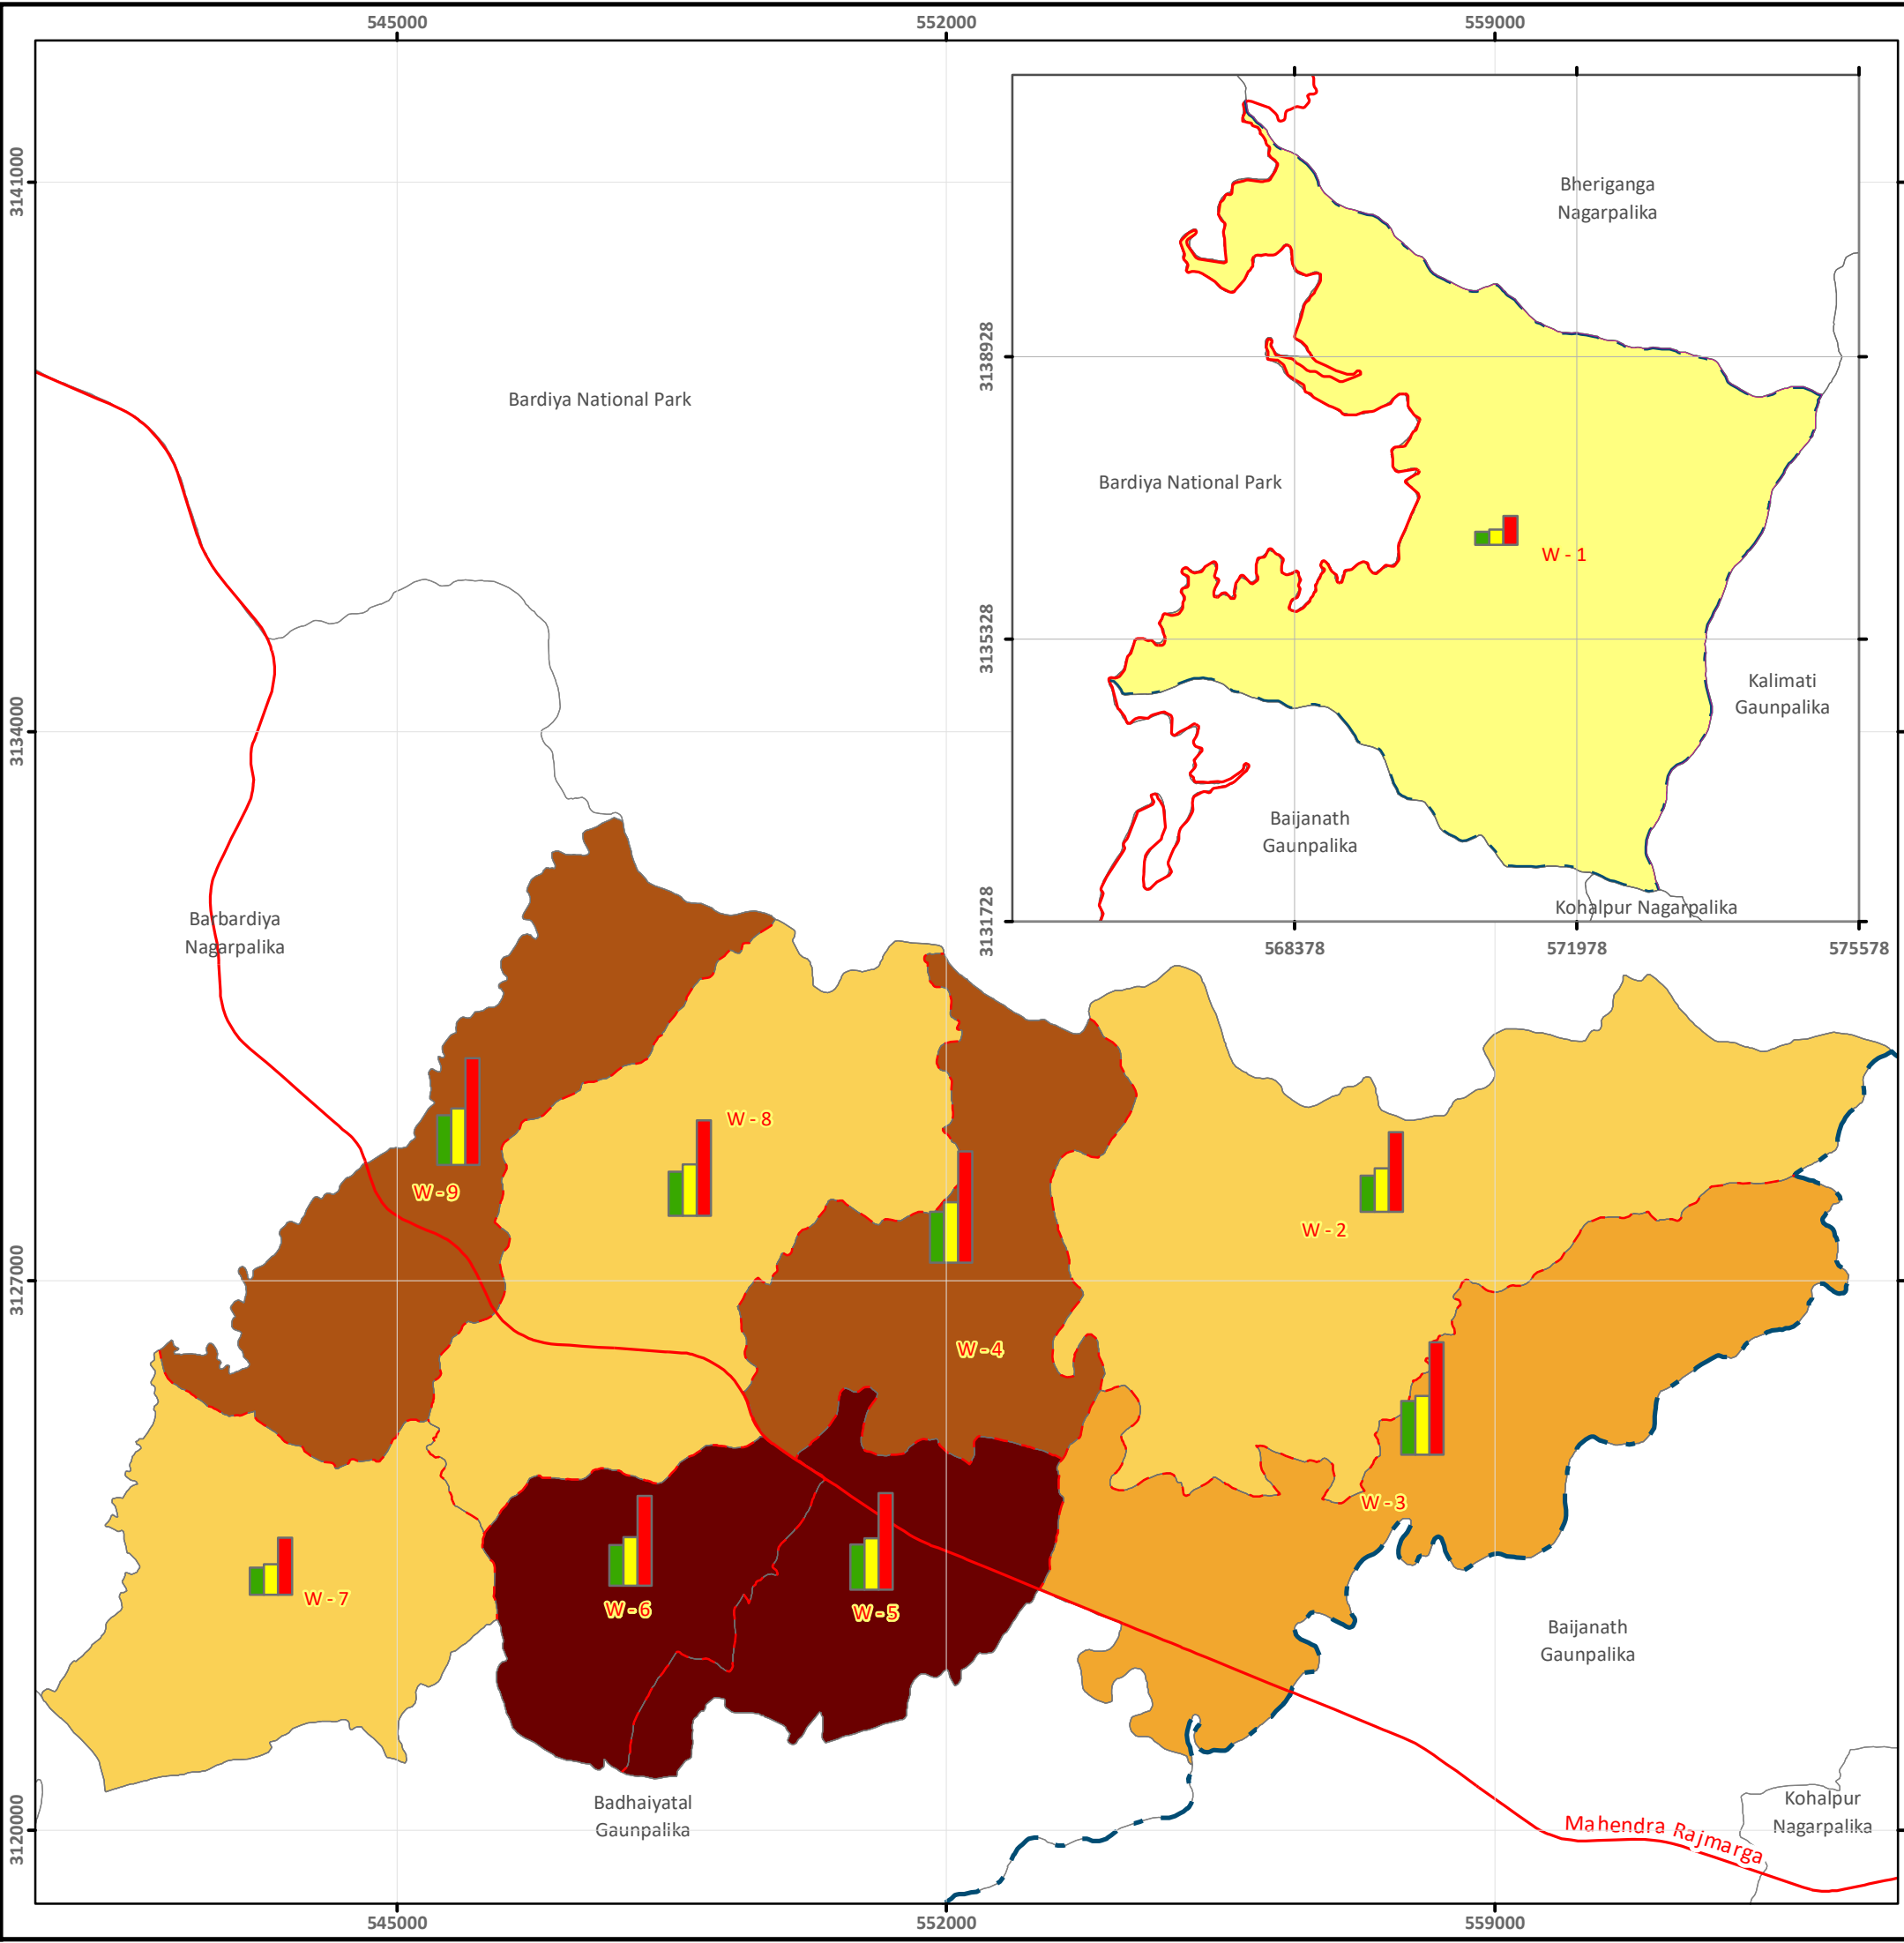 545000
552000
559000
3141000
Bheriganga
Nagarpalika
3138928
Bardiya National Park
Bardiya National Park
W - 1
3135328
Kalimati
Gaunpalika
3134000
Baijanath
Gaunpalika
Barbardiya
Nagarpalika
3131728
Kohalpur Nagarpalika
568378
571978
575578
W - 8
W - 9
W - 2
3127000
W - 4
W - 3
W - 7
W - 6
W - 5
Baijanath
Gaunpalika
Badhaiyatal
Gaunpalika
Kohalpur
Nagarpalika
Mahendra Rajmarga
3120000
545000
552000
559000